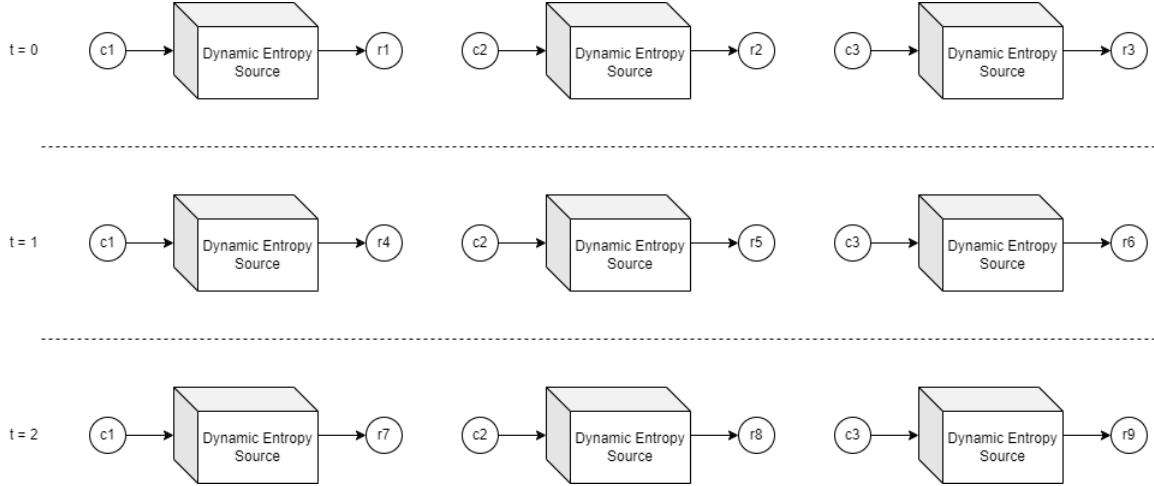 t = 0
c1
Dynamic Entropy
Source
r1
c2
Dynamic Entropy
Source
r2
c3
Dynamic Entropy
Source
r3
t = 1
c1
Dynamic Entropy
Source
r4
c2
Dynamic Entropy
Source
r5
c3
Dynamic Entropy
Source
r6
t = 2
c1
Dynamic Entropy
Source
r7
c2
Dynamic Entropy
Source
r8
c3
Dynamic Entropy
Source
r9